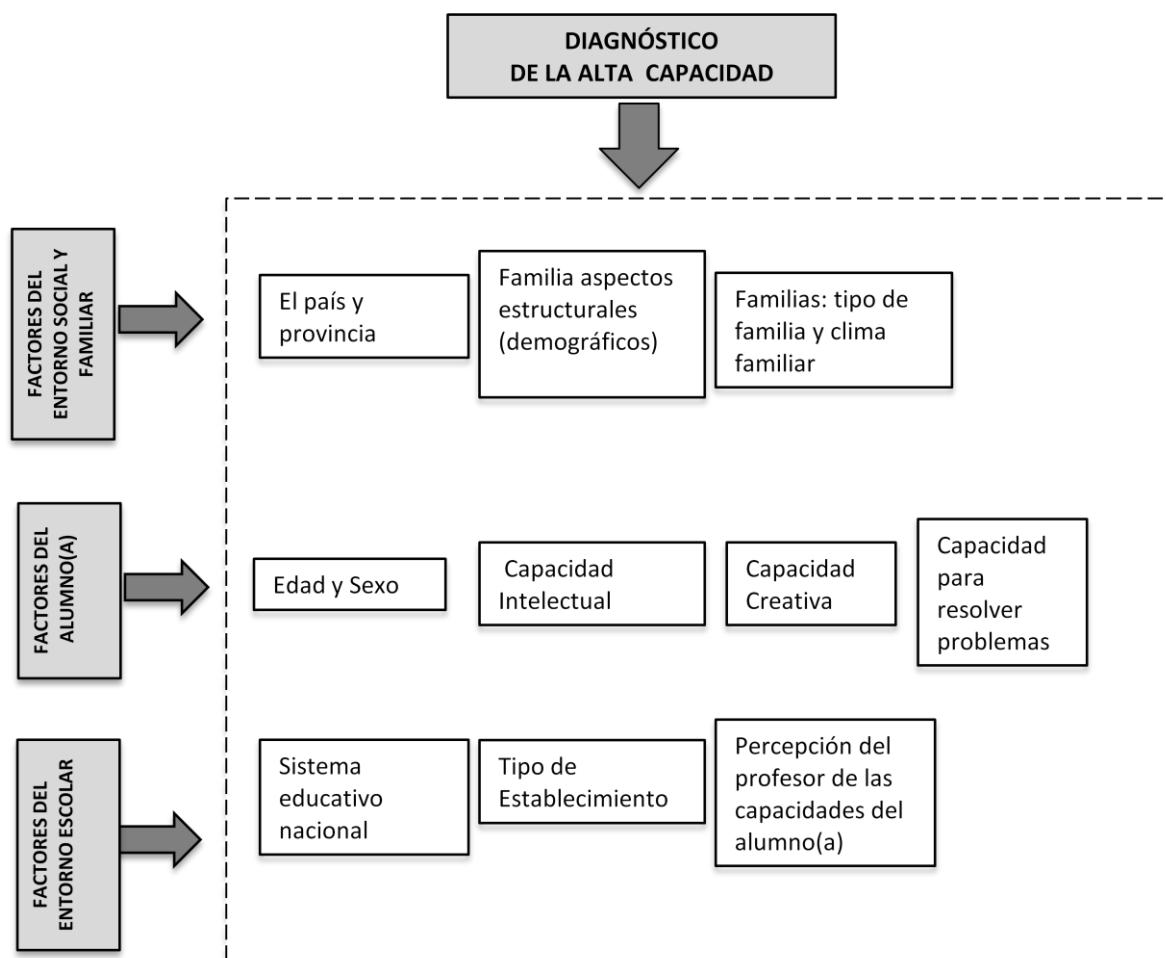 DIAGNÓSTICO
DE LA ALTA CAPACIDAD
FACTORES DEL
ENTORNO SOCIAL Y
FAMILIAR
El país y
provincia
Familia aspectos
estructurales
(demográficos)
Familias: tipo de
familia y clima
familiar
FACTORES DEL
ALUMNO(A)
Edad y Sexo
Capacidad
Intelectual
Capacidad
Creativa
Capacidad
para
resolver
problemas
FACTORES DEL
ENTORNO ESCOLAR
Sistema
educativo
nacional
Tipo de
Establecimiento
Percepción del
profesor de las
capacidades del
alumno(a)